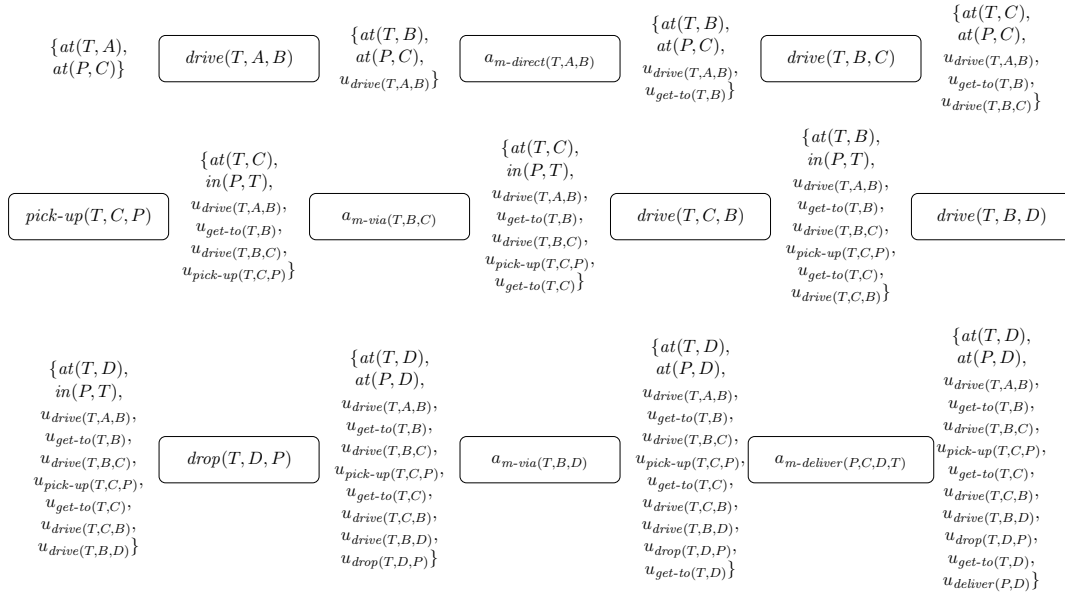 {at(T, A),
at(P, C)}
drive(T, A, B)
{at(T, B),
at(P, C),
u_drive(T,A,B)}
a_m-direct(T,A,B)
{at(T, B),
at(P, C),
u_drive(T,A,B),
u_get-to(T,B)}
drive(T, B, C)
{at(T, C),
at(P, C),
u_drive(T,A,B),
u_get-to(T,B),
u_drive(T,B,C)}
pick-up(T, C, P)
{at(T, C),
in(P, T),
u_drive(T,A,B),
u_get-to(T,B),
u_drive(T,B,C),
u_pick-up(T,C,P)}
a_m-via(T,B,C)
{at(T, C),
in(P, T),
u_drive(T,A,B),
u_get-to(T,B),
u_drive(T,B,C),
u_pick-up(T,C,P),
u_get-to(T,C)}
drive(T, C, B)
{at(T, B),
in(P, T),
u_drive(T,A,B),
u_get-to(T,B),
u_drive(T,B,C),
u_pick-up(T,C,P),
u_get-to(T,C),
u_drive(T,C,B)}
drive(T, B, D)
{at(T, D),
in(P, T),
u_drive(T,A,B),
u_get-to(T,B),
u_drive(T,B,C),
u_pick-up(T,C,P),
u_get-to(T,C),
u_drive(T,C,B),
u_drive(T,B,D)}
drop(T, D, P)
{at(T, D),
at(P, D),
u_drive(T,A,B),
u_get-to(T,B),
u_drive(T,B,C),
u_pick-up(T,C,P),
u_get-to(T,C),
u_drive(T,C,B),
u_drive(T,B,D),
u_drop(T,D,P)}
a_m-via(T,B,D)
{at(T, D),
at(P, D),
u_drive(T,A,B),
u_get-to(T,B),
u_drive(T,B,C),
u_pick-up(T,C,P),
u_get-to(T,C),
u_drive(T,C,B),
u_drive(T,B,D),
u_drop(T,D,P),
u_get-to(T,D)}
a_m-deliver(P,C,D,T)
{at(T, D),
at(P, D),
u_drive(T,A,B),
u_get-to(T,B),
u_drive(T,B,C),
u_pick-up(T,C,P),
u_get-to(T,C),
u_drive(T,C,B),
u_drive(T,B,D),
u_drop(T,D,P),
u_get-to(T,D),
u_deliver(P,D)}